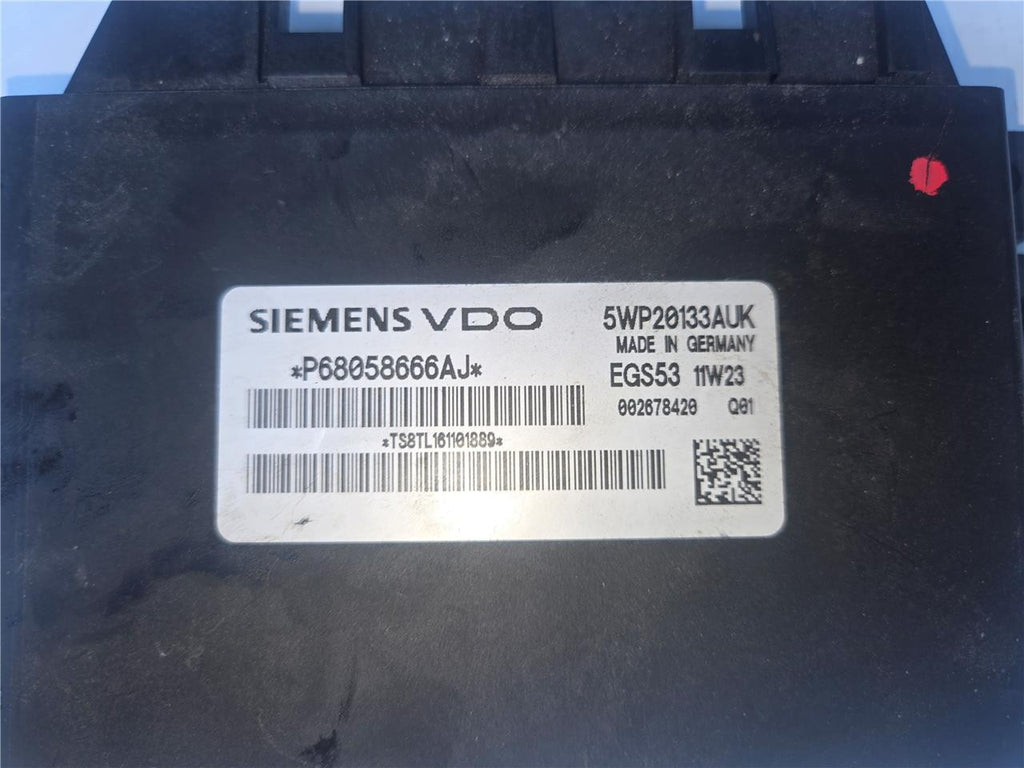 SIEMENS VDO
*P68058666AJ*
*TS8TL161101889*
5WP20133AUK
MADE IN GERMANY
EGS53 11W23
002678420 Q01